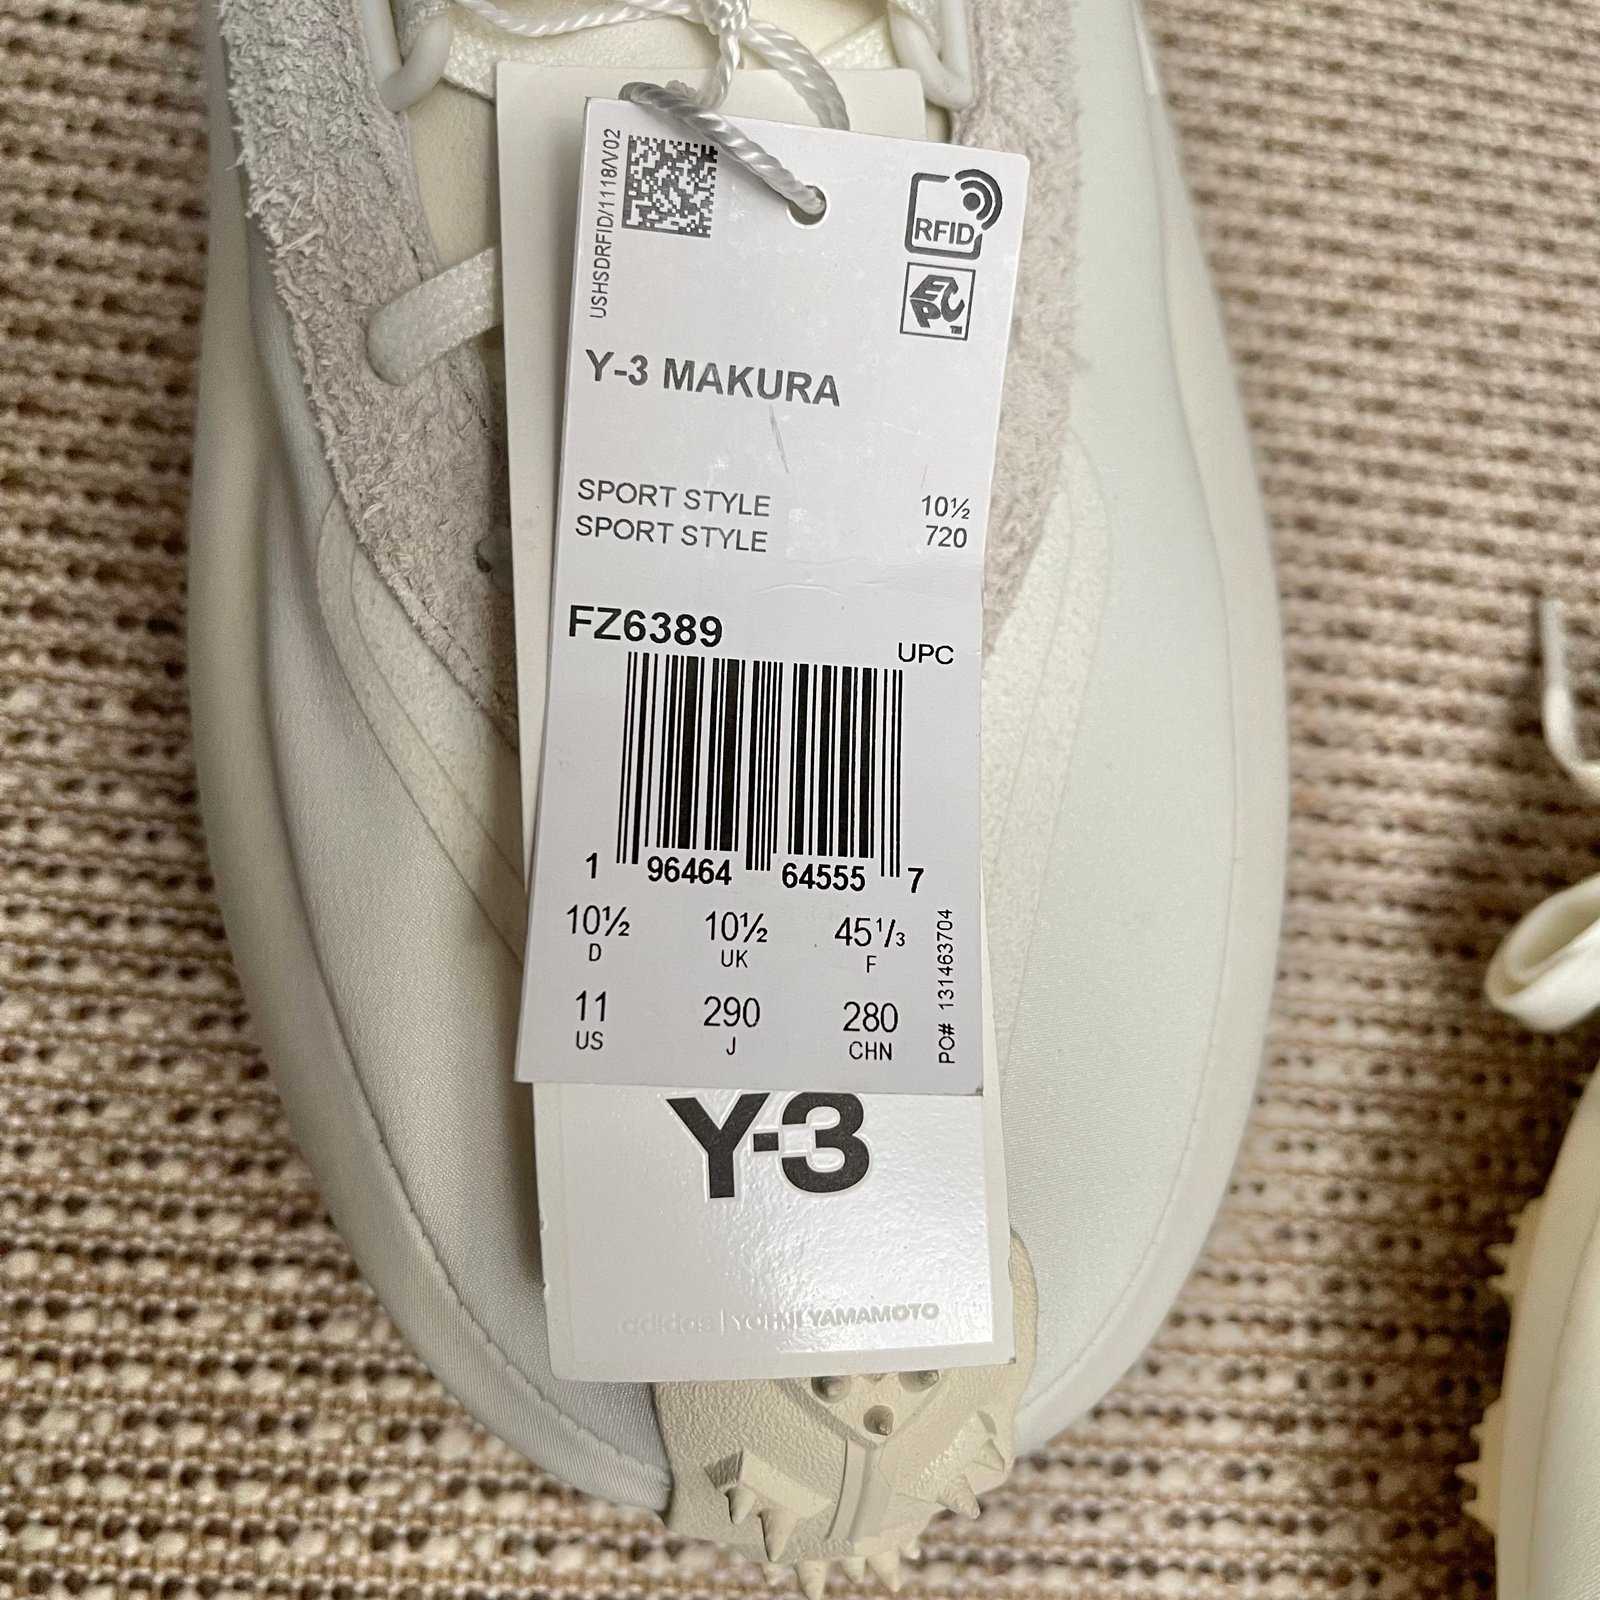 USHSDRFID/1118/V02
RFID
EPC™
Y-3 MAKURA
SPORT STYLE 10½
SPORT STYLE 720
FZ6389
UPC
1 96464 64555 7
10½ 10½ 45⅓
D UK F
11 290 280
US J CHN
PO# 131463704
Y-3
adidas | YOHJI YAMAMOTO